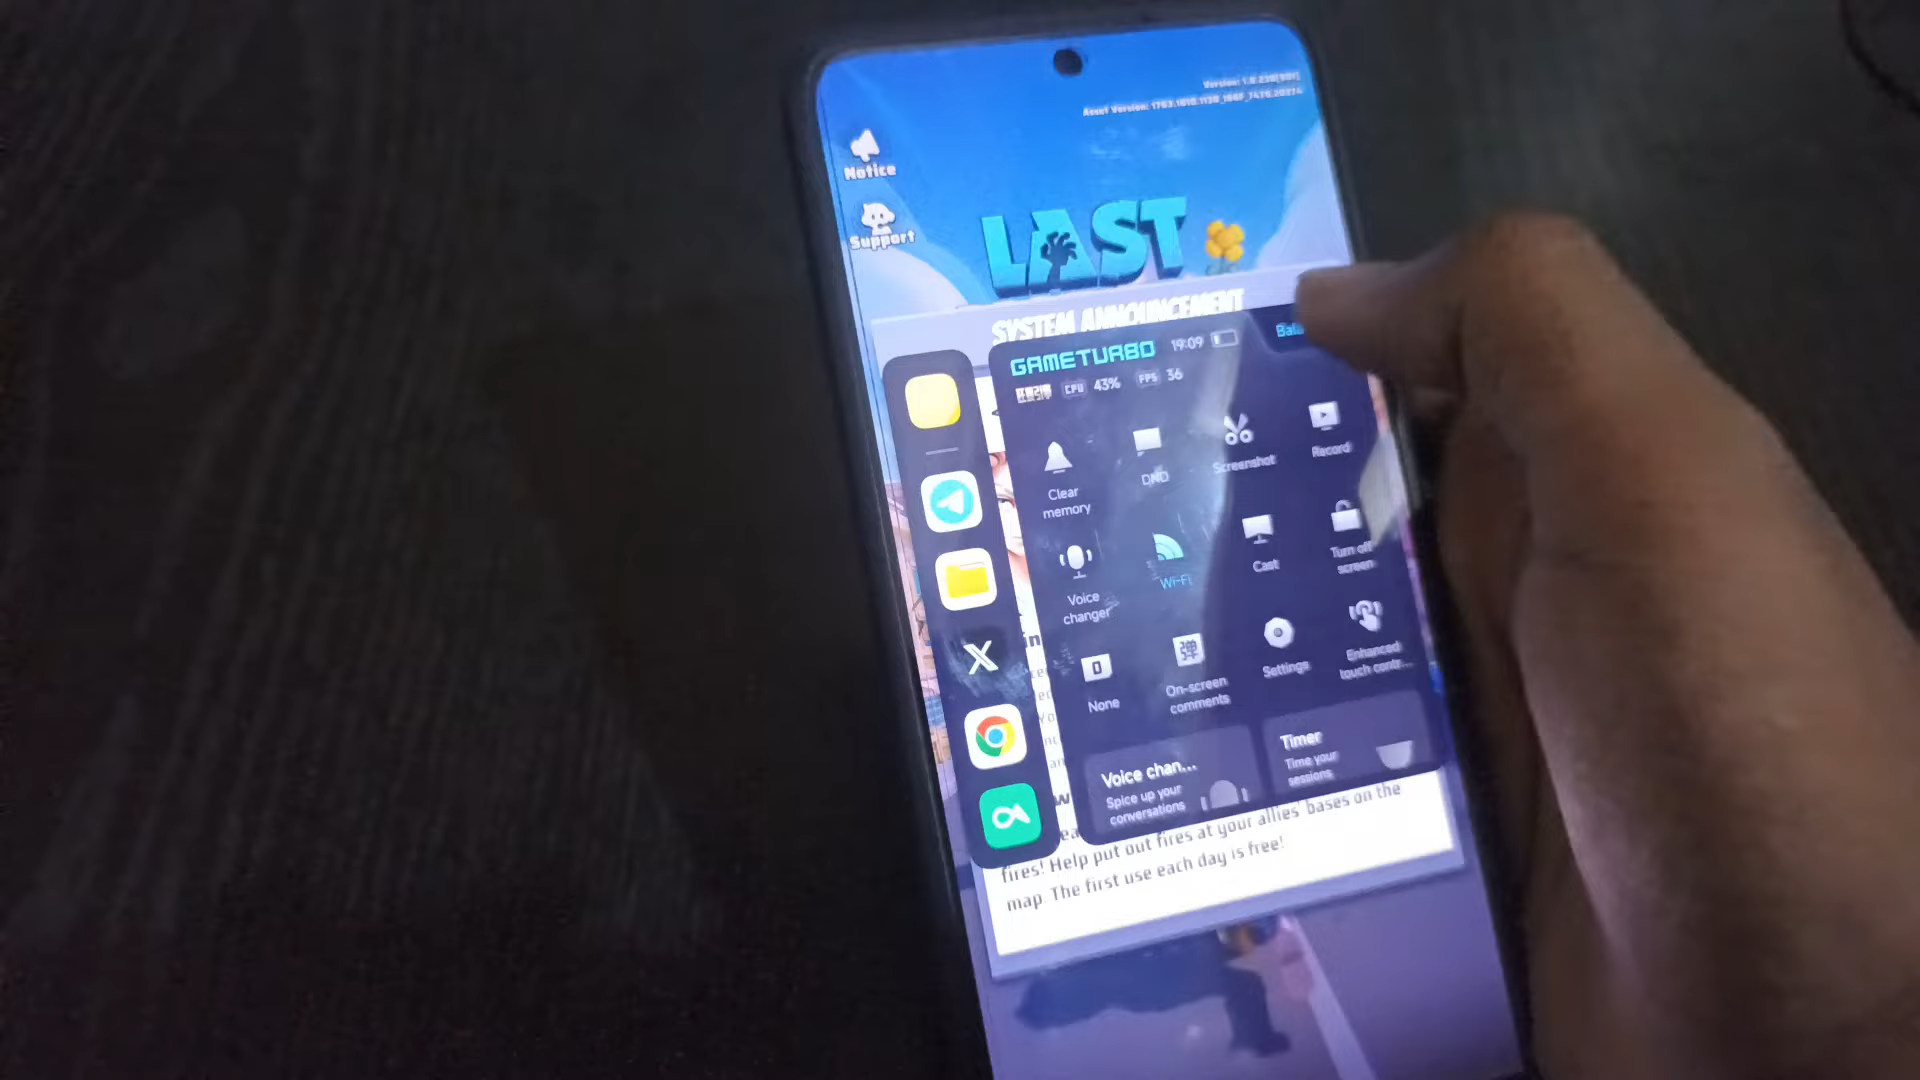 Notice
Support
LAST
SYSTEM ANNOUNCEMENT
GAMETURBO
19:09
CPU 43% FPS 36
Clear
memory
DND
Screenshot
Record
Voice
changer
Wi-Fi
Cast
Turn off
screen
None
弹
On-screen
comments
Settings
Enhanced
touch contr...
Voice chan...
Spice up your
conversations
Timer
Time your
sessions
fires! Help put out fires at your allies' bases on the
map. The first use each day is free!